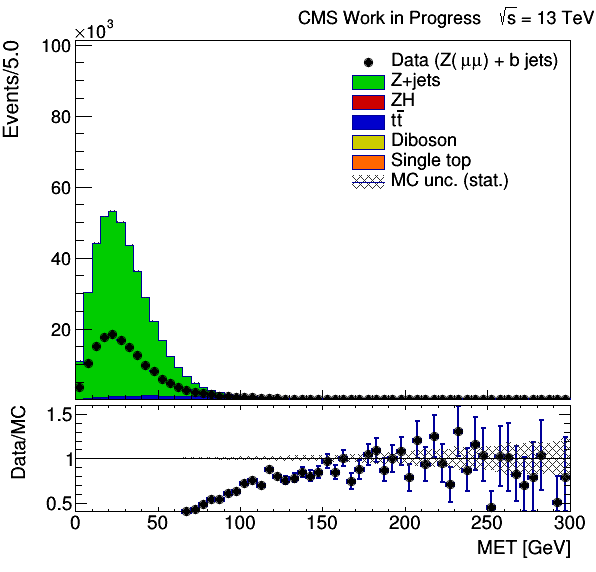 CMS Work in Progress √s = 13 TeV
×10³
Events/5.0
100
80
60
40
20
Data (Z(μμ) + b jets)
Z+jets
ZH
tt̄
Diboson
Single top
MC unc. (stat.)
Data/MC
1.5
1
0.5
0 50 100 150 200 250 300
MET [GeV]